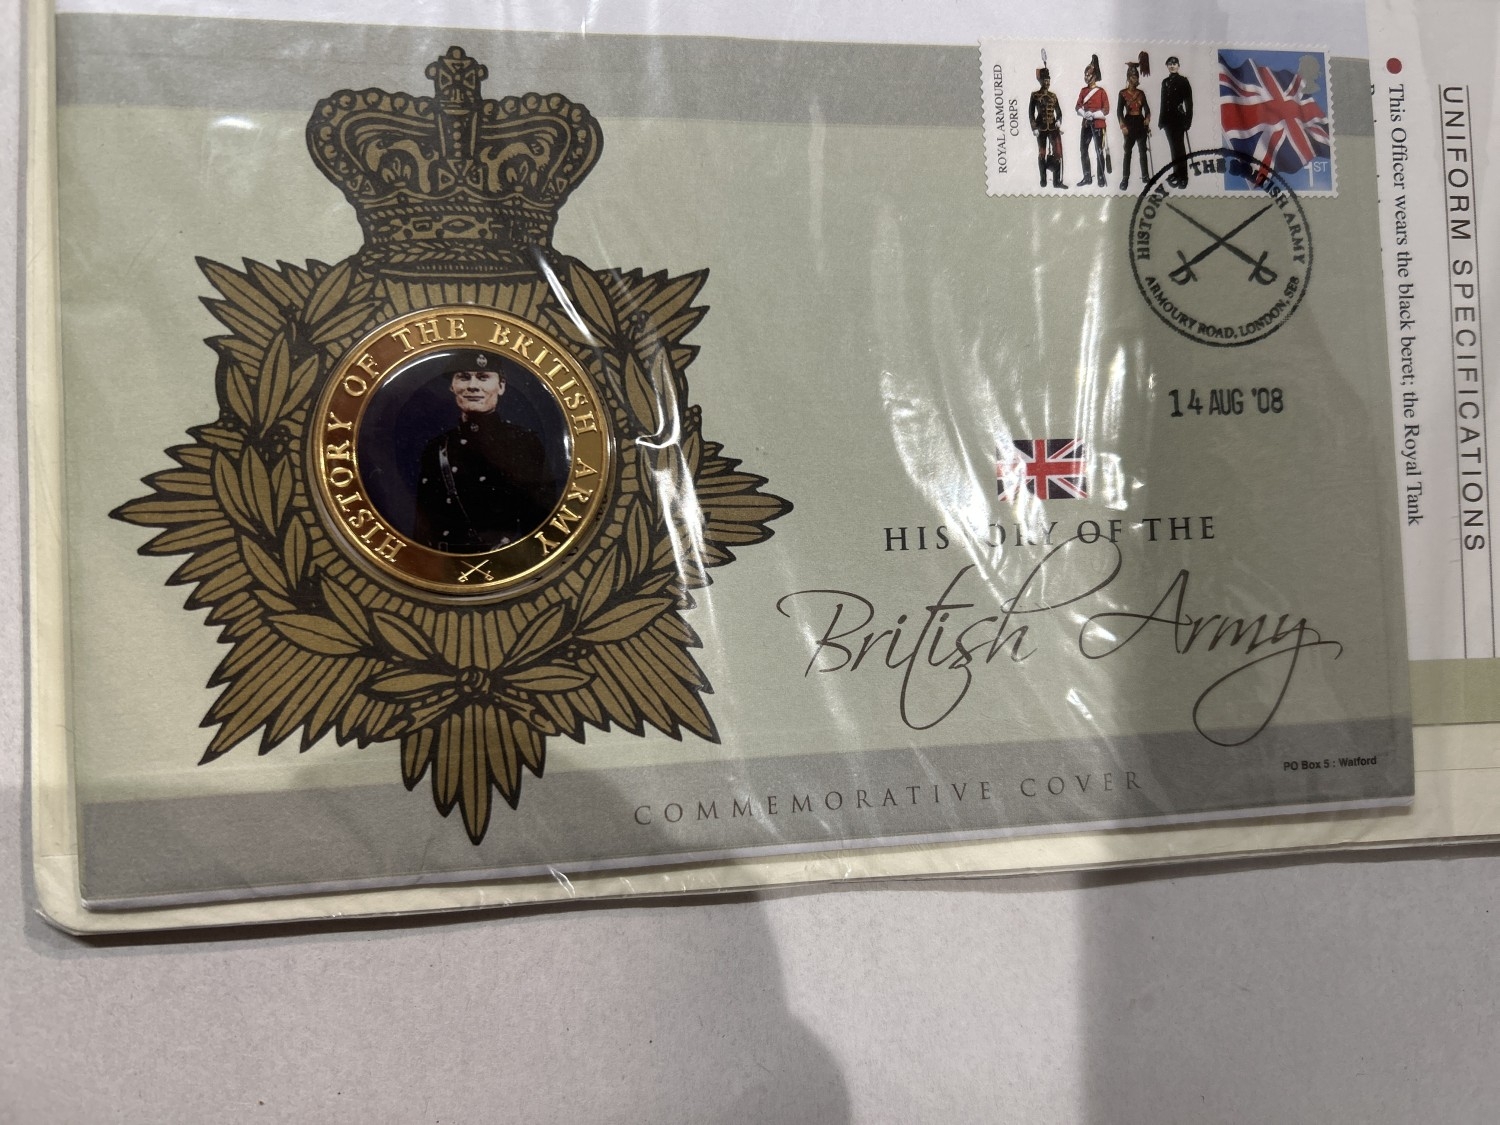 ROYAL ARMOURED
CORPS
1ST
HISTORY OF THE BRITISH ARMY
ARMOURY ROAD, LONDON, SE8
14 AUG '08
HISTORY OF THE BRITISH ARMY
HISTORY OF THE
British Army
PO Box 5 : Watford
COMMEMORATIVE COVER
UNIFORM SPECIFICATIONS
This Officer wears the black beret; the Royal Tank